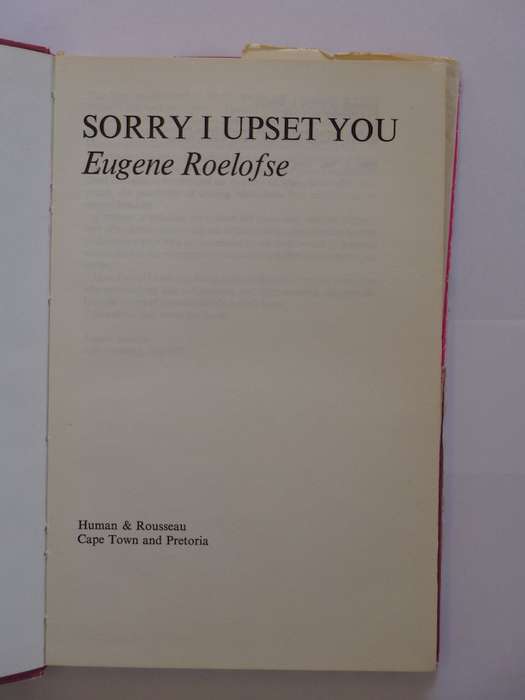 SORRY I UPSET YOU
Eugene Roelofse
Human & Rousseau
Cape Town and Pretoria